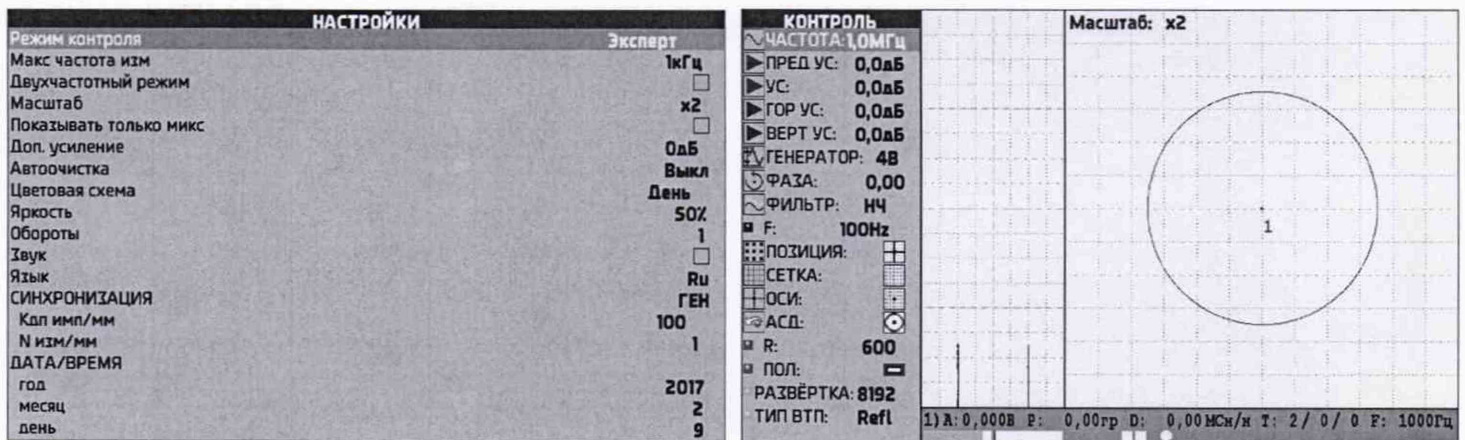 НАСТРОЙКИ
Режим контроля Эксперт
Макс частота изм 1кГц
Двухчастотный режим
Масштаб x2
Показывать только микс
Доп. усиление 0дБ
Автоочистка Выкл
Цветовая схема День
Яркость 50%
Обороты 1
Звук
Язык Ru
СИНХРОНИЗАЦИЯ ГЕН
Кдп имп/мм 100
N изм/мм 1
ДАТА/ВРЕМЯ
год 2017
месяц 2
день 9
КОНТРОЛЬ
ЧАСТОТА:1,0МГц
ПРЕД УС: 0,0дБ
УС: 0,0дБ
ГОР УС: 0,0дБ
ВЕРТ УС: 0,0дБ
ГЕНЕРАТОР: 4В
ФАЗА: 0,00
ФИЛЬТР: НЧ
F: 100Hz
ПОЗИЦИЯ:
СЕТКА:
ОСИ:
АСД:
R: 600
ПОЛ:
РАЗВЁРТКА: 8192
ТИП ВТП: Refl
Масштаб: x2
1
1)A:0,000В P: 0,00гр D: 0,00МСм/м T: 2/ 0/ 0 F: 1000Гц